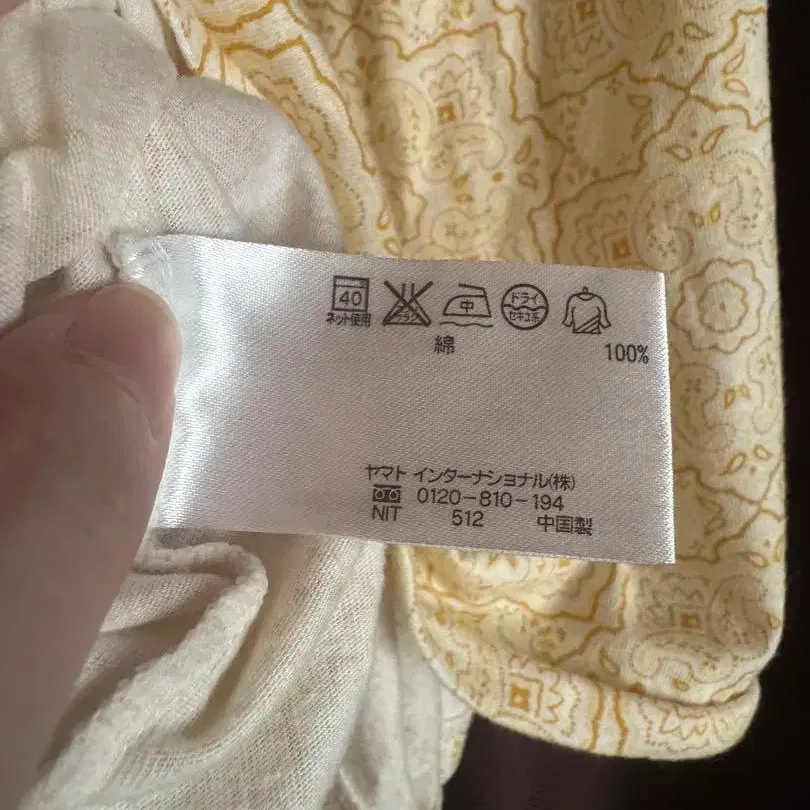 40 中 ドライ
ネット使用 セキユ系
綿 100%
ヤマト インターナショナル(株)
0120-810-194
NIT 512 中国製